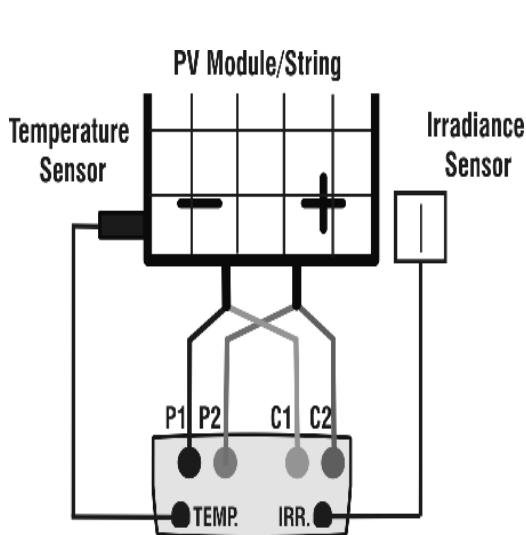 PV Module/String
Temperature
Sensor
Irradiance
Sensor
− +
P1 P2 C1 C2
TEMP. IRR.